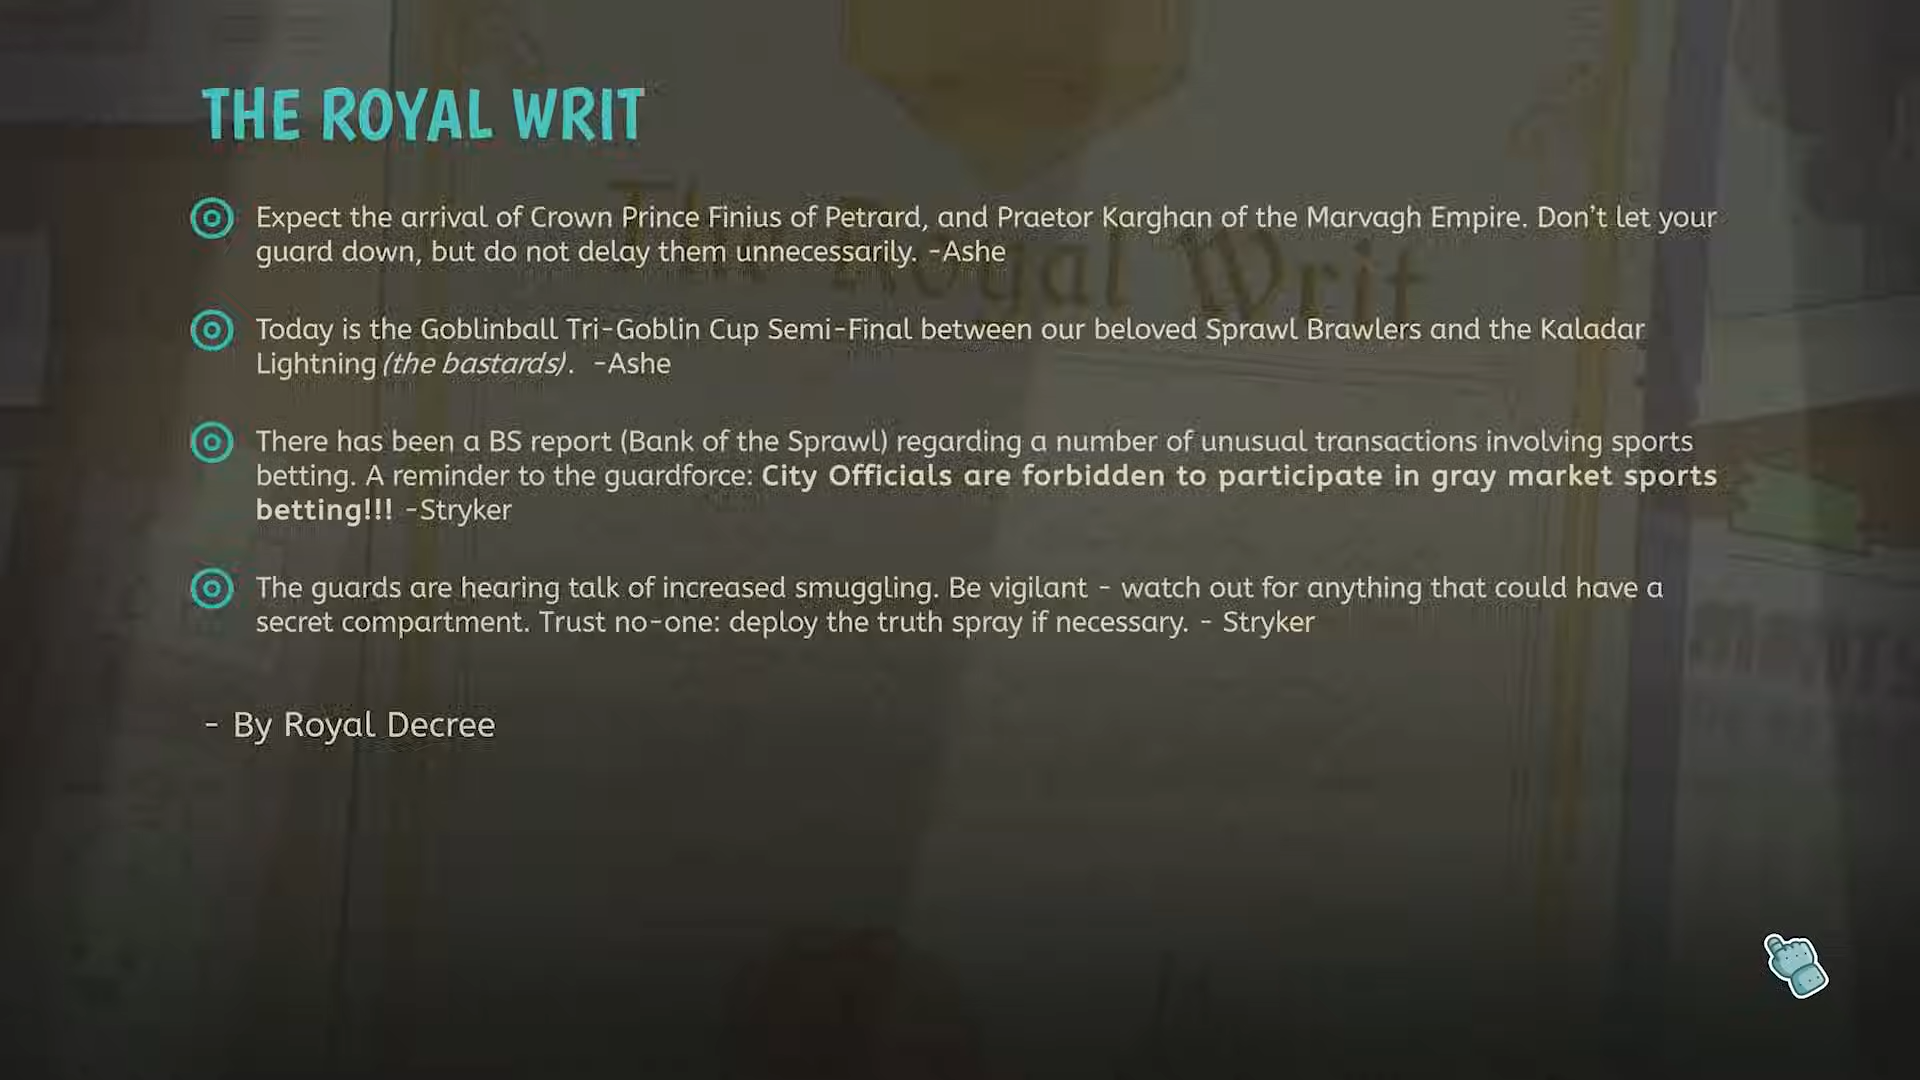 THE ROYAL WRIT
Expect the arrival of Crown Prince Finius of Petrard, and Praetor Karghan of the Marvagh Empire. Don't let your
guard down, but do not delay them unnecessarily. -Ashe
Today is the Goblinball Tri-Goblin Cup Semi-Final between our beloved Sprawl Brawlers and the Kaladar
Lightning (the bastards). -Ashe
There has been a BS report (Bank of the Sprawl) regarding a number of unusual transactions involving sports
betting. A reminder to the guardforce: City Officials are forbidden to participate in gray market sports
betting!!! -Stryker
The guards are hearing talk of increased smuggling. Be vigilant - watch out for anything that could have a
secret compartment. Trust no-one: deploy the truth spray if necessary. - Stryker
- By Royal Decree
The Royal Writ